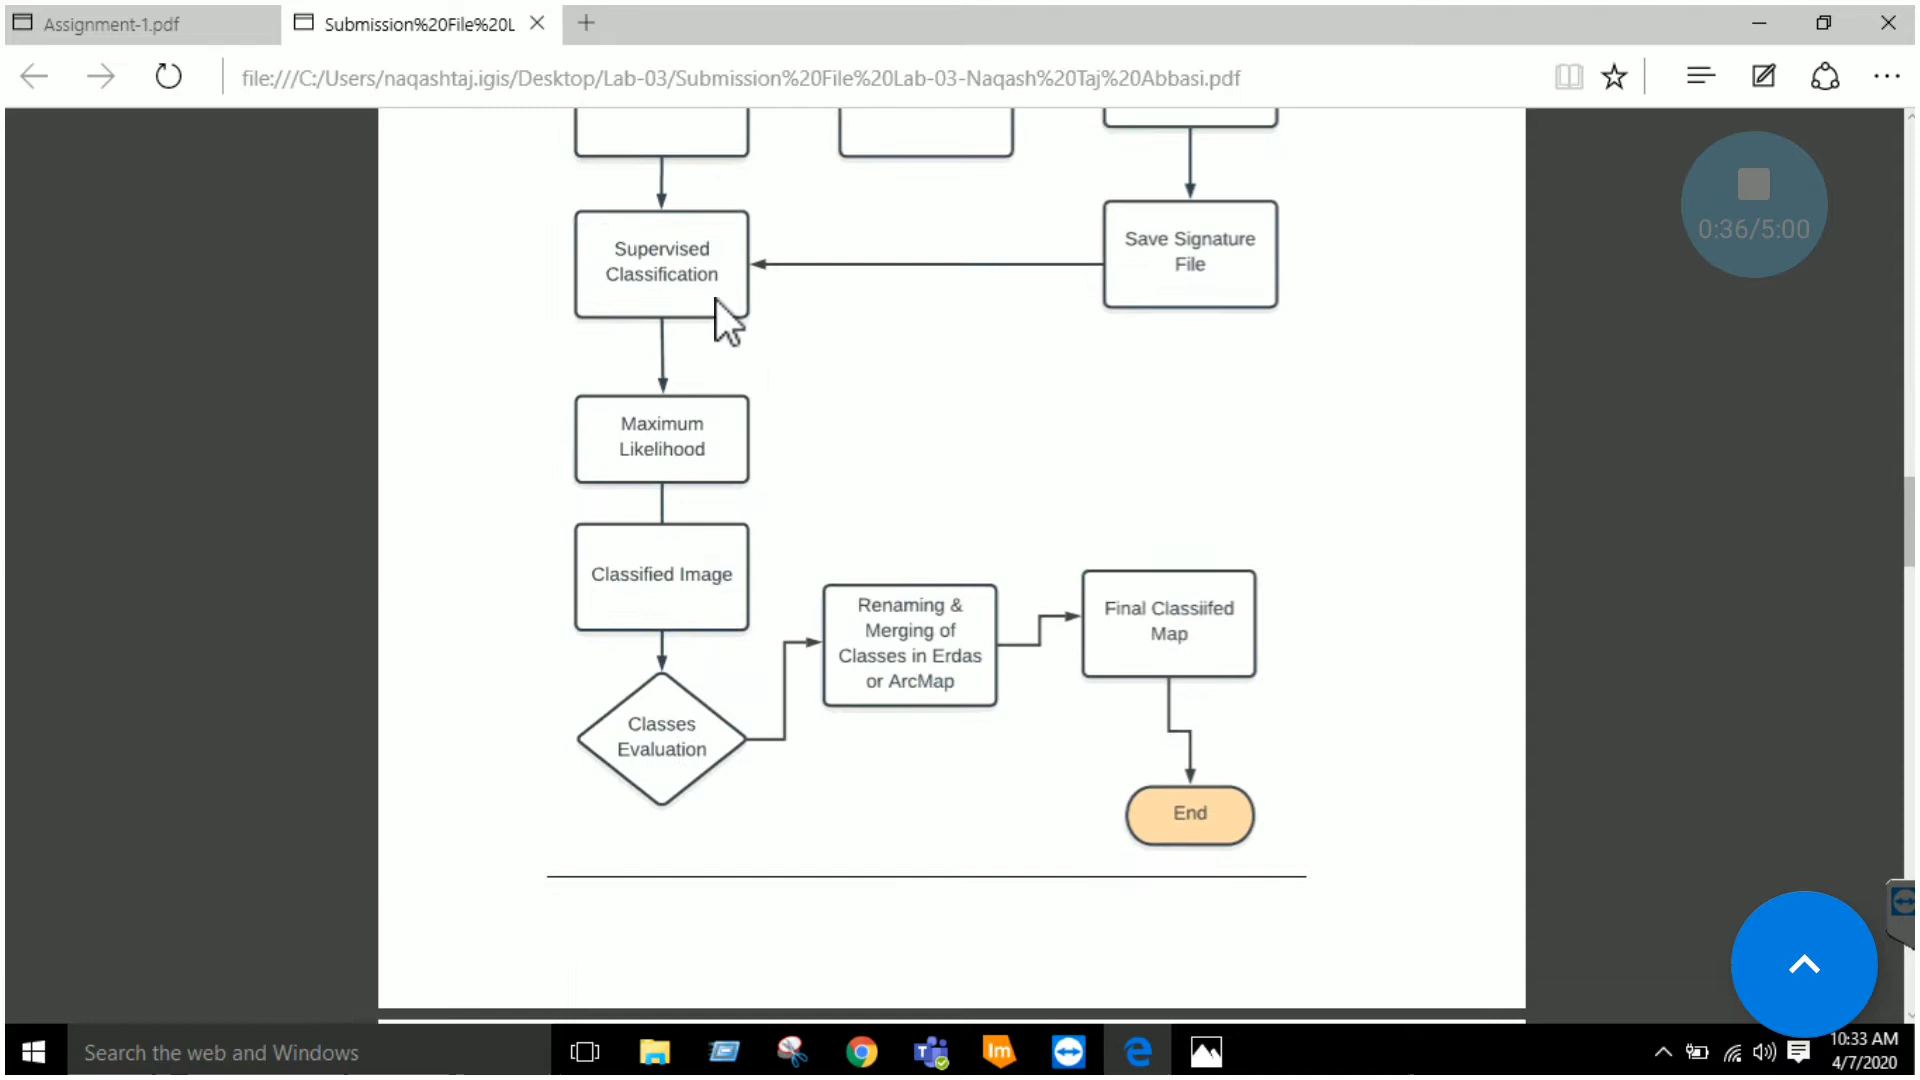 Assignment-1.pdf
Submission%20File%20L
file:///C:/Users/naqashtaj.igis/Desktop/Lab-03/Submission%20File%20Lab-03-Naqash%20Taj%20Abbasi.pdf
0:36/5:00
Supervised
Classification
Save Signature
File
Maximum
Likelihood
Classified Image
Renaming &
Merging of
Classes in Erdas
or ArcMap
Final Classiifed
Map
Classes
Evaluation
End
Search the web and Windows
Im
10:33 AM
4/7/2020